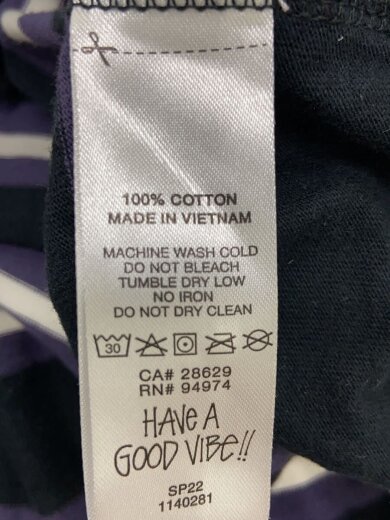 100% COTTON
MADE IN VIETNAM
MACHINE WASH COLD
DO NOT BLEACH
TUMBLE DRY LOW
NO IRON
DO NOT DRY CLEAN
30
CA# 28629
RN# 94974
HAVE A
GOOD VIBE!!
SP22
1140281